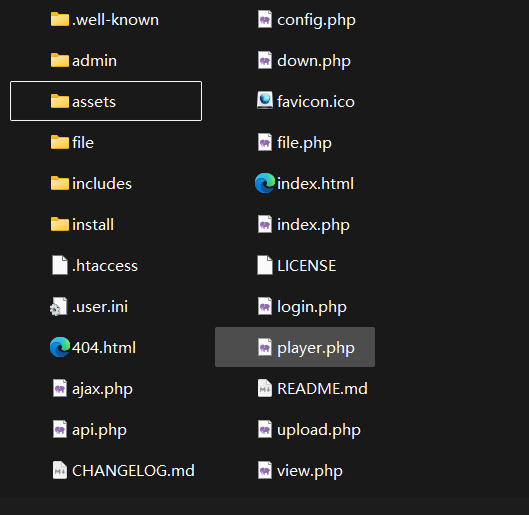 .well-known
admin
assets
file
includes
install
.htaccess
.user.ini
404.html
ajax.php
api.php
CHANGELOG.md
config.php
down.php
favicon.ico
file.php
index.html
index.php
LICENSE
login.php
player.php
README.md
upload.php
view.php